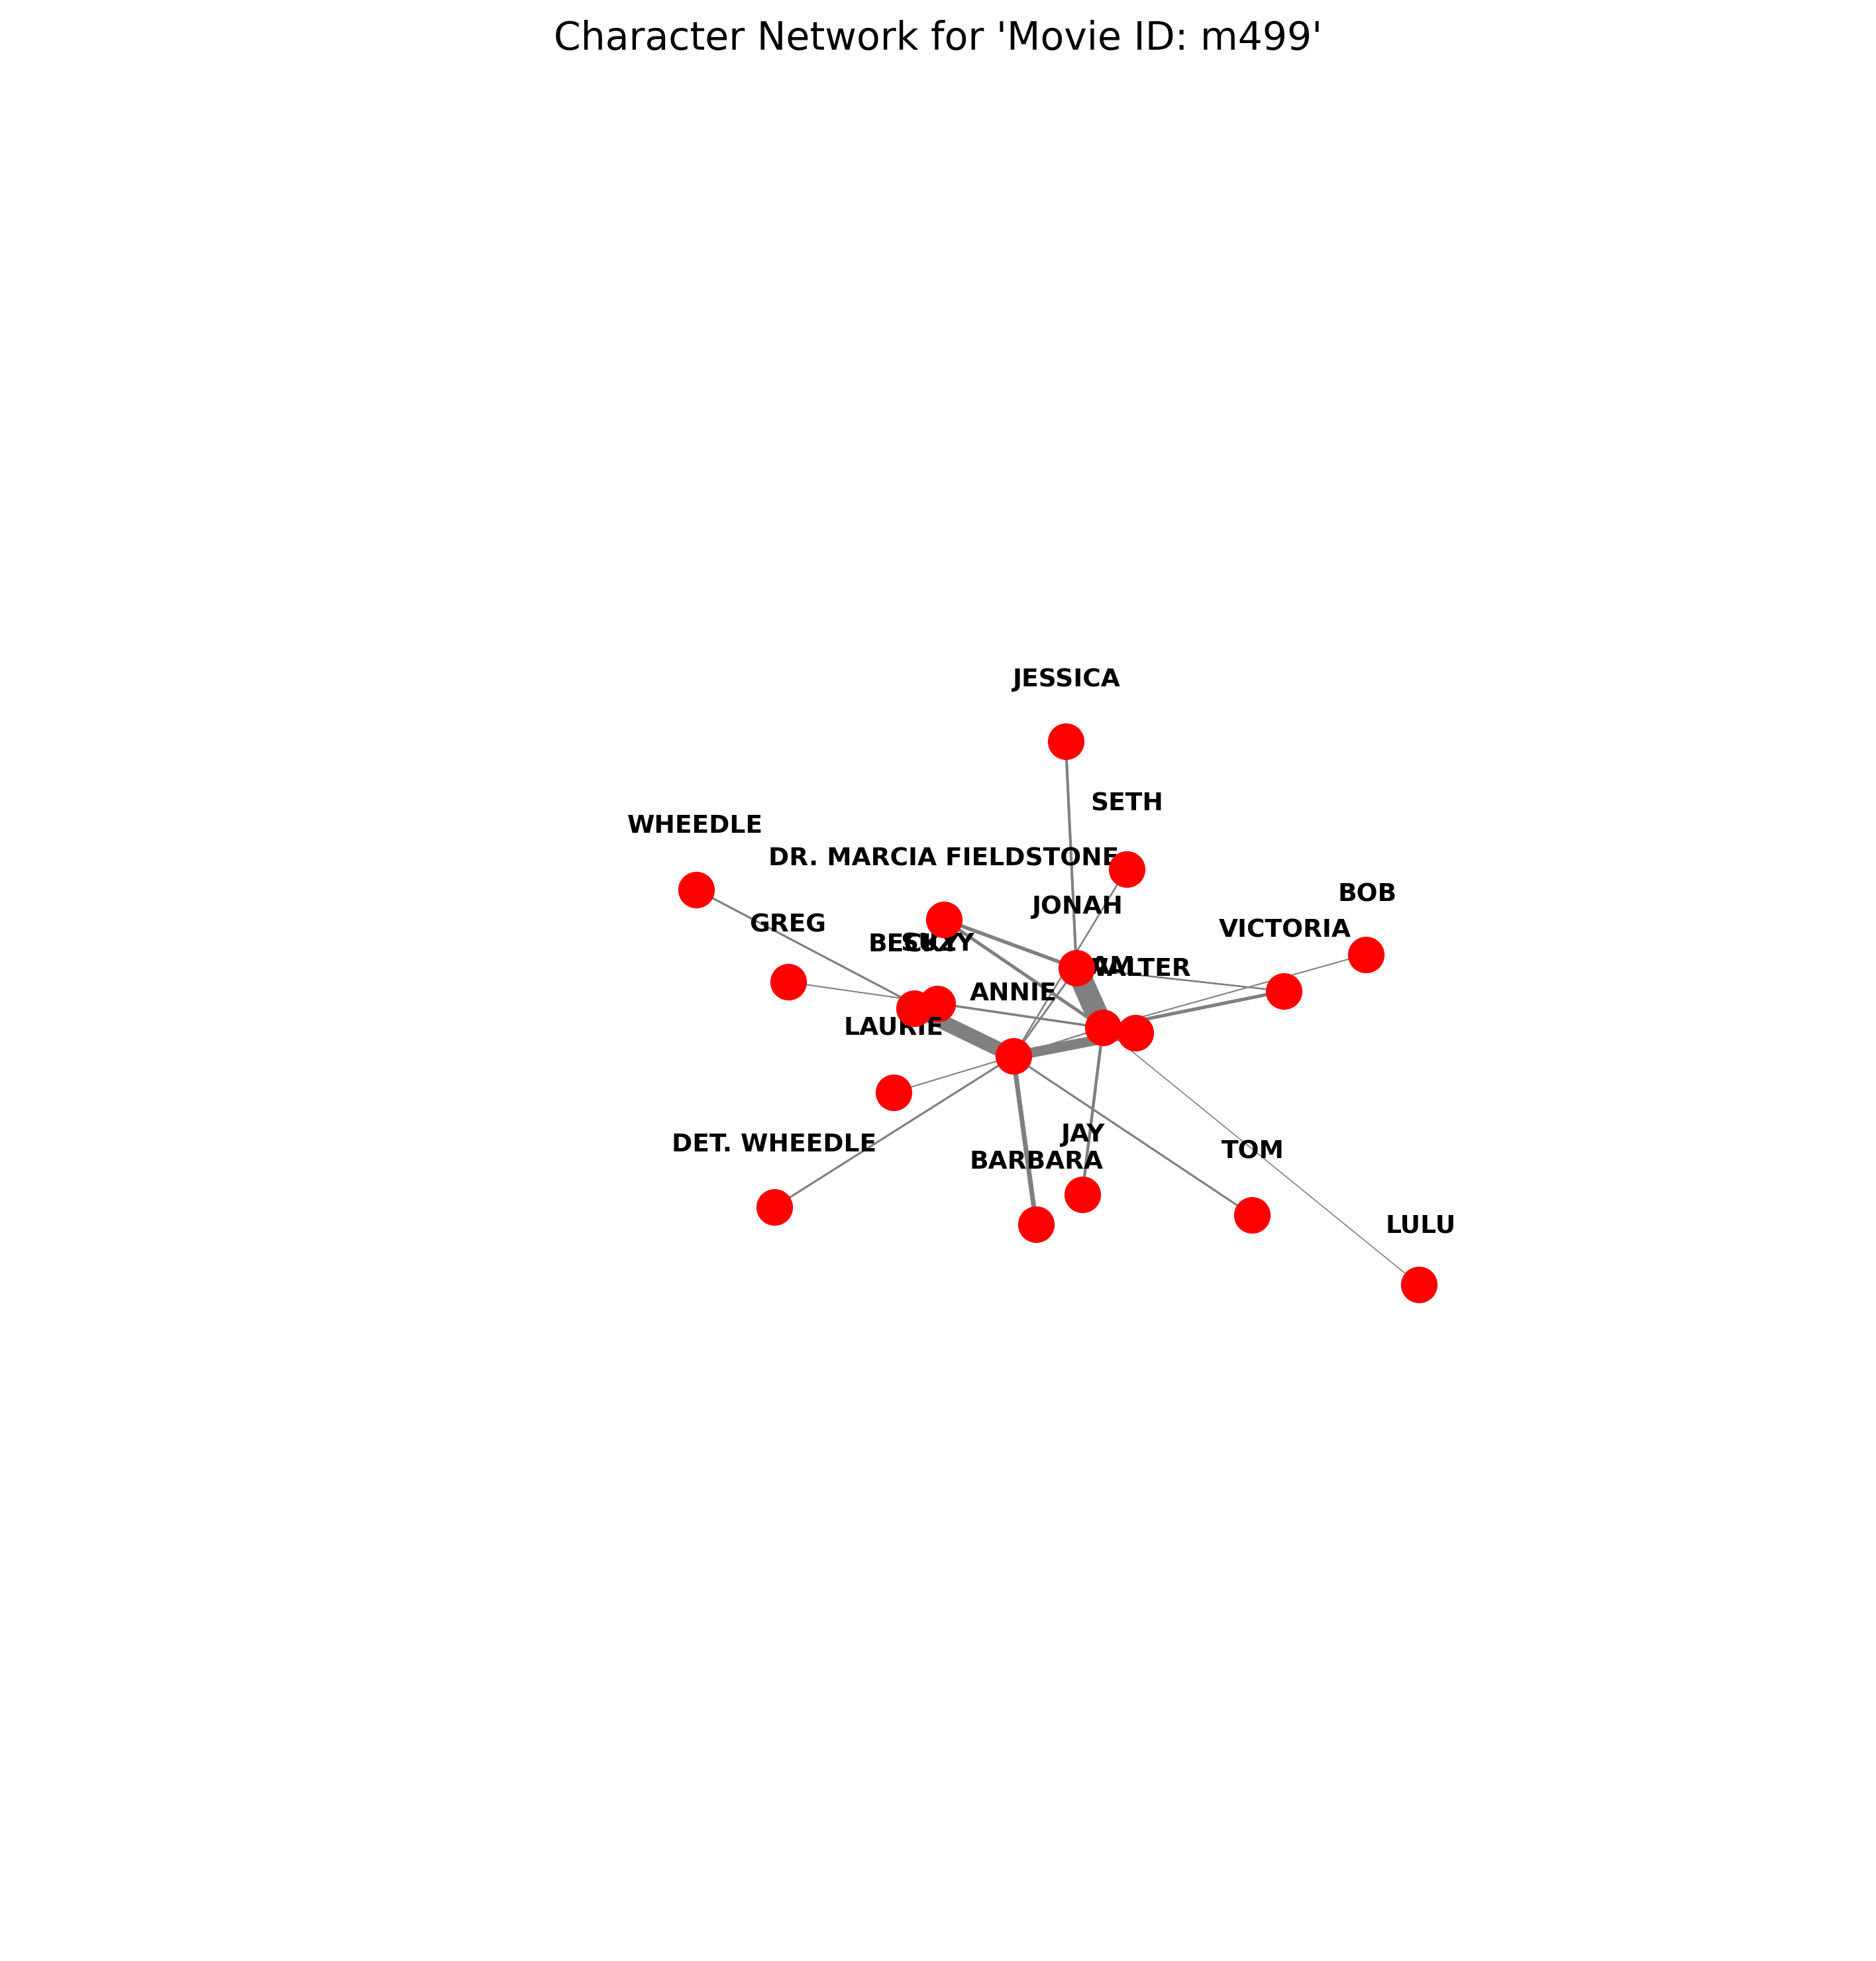 Character Network for 'Movie ID: m499'
JESSICA
SETH
WHEEDLE
DR. MARCIA FIELDSTONE
BOB
JONAH
GREG
VICTORIA
BECKY
SUZY
WALTER
ANNIE
LAURIE
JAY
DET. WHEEDLE
TOM
BARBARA
LULU